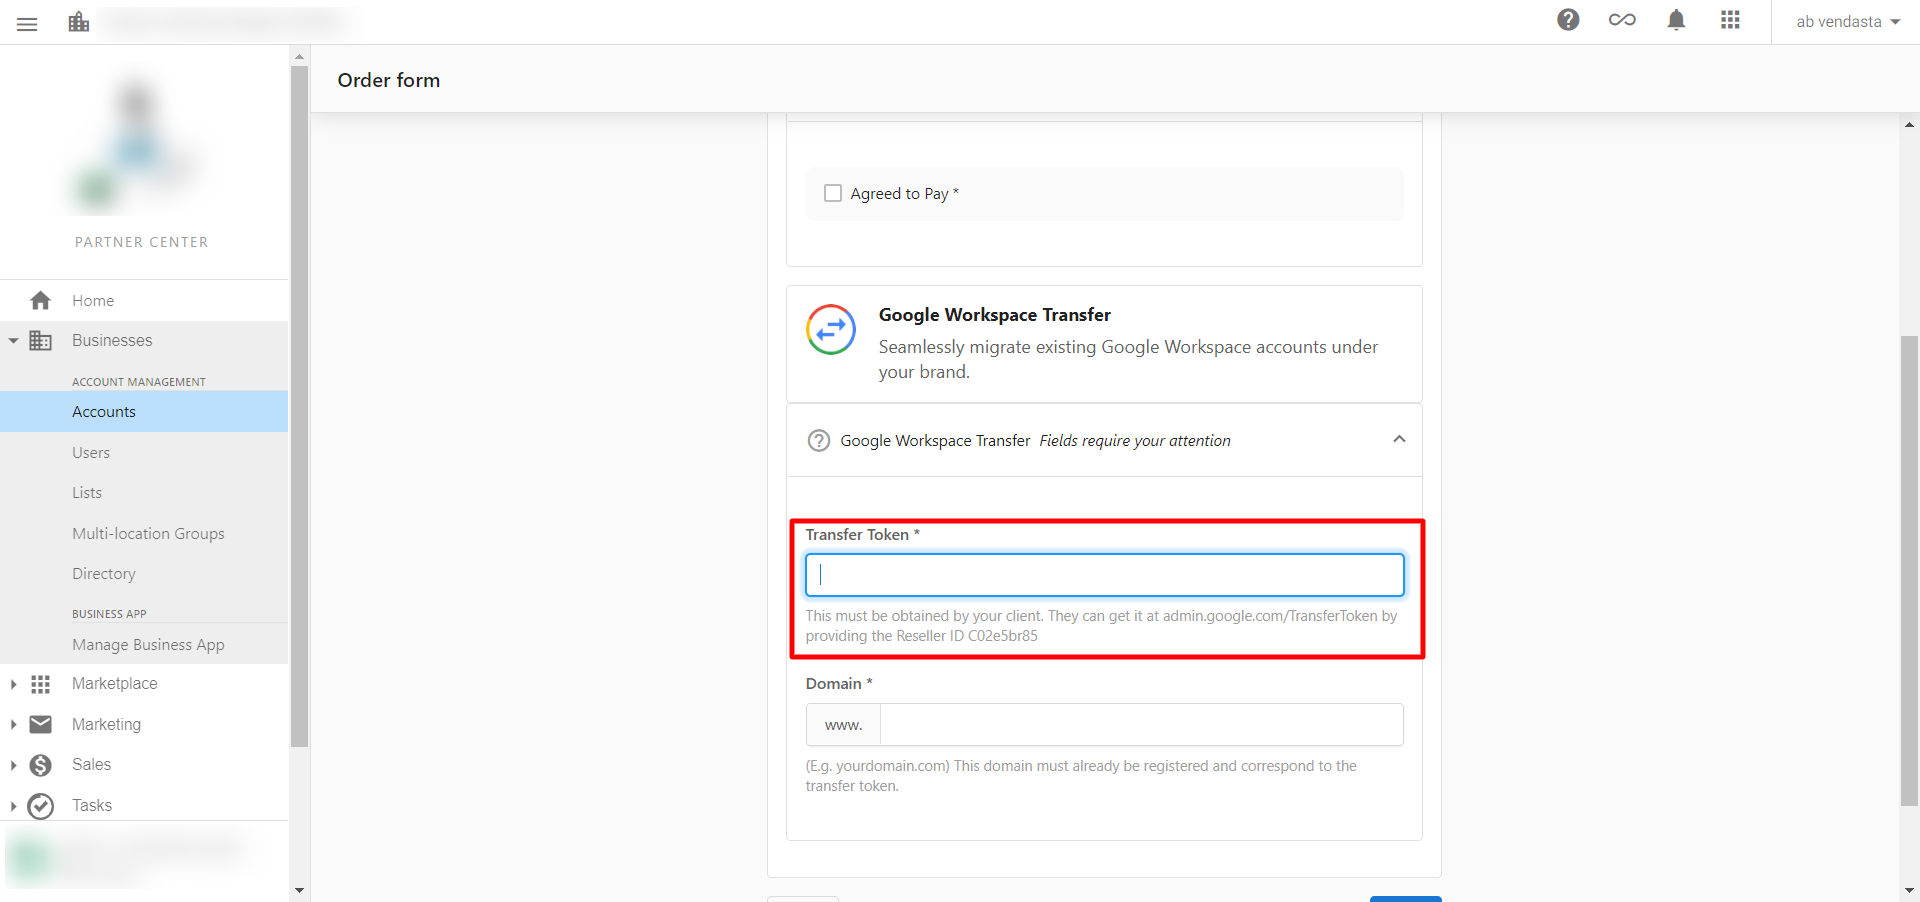 ab vendasta
Order form
PARTNER CENTER
Home
Businesses
ACCOUNT MANAGEMENT
Accounts
Users
Lists
Multi-location Groups
Directory
BUSINESS APP
Manage Business App
Marketplace
Marketing
Sales
Tasks
Agreed to Pay *
Google Workspace Transfer
Seamlessly migrate existing Google Workspace accounts under
your brand.
Google Workspace Transfer Fields require your attention
Transfer Token *
This must be obtained by your client. They can get it at admin.google.com/TransferToken by
providing the Reseller ID C02e5br85
Domain *
www.
(E.g. yourdomain.com) This domain must already be registered and correspond to the
transfer token.